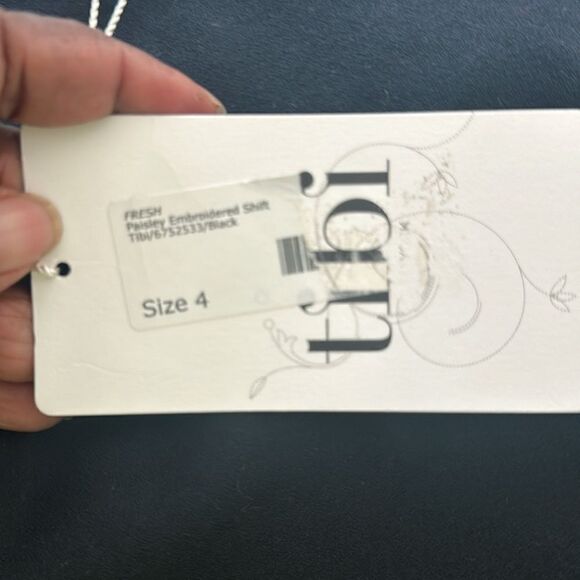 FRESH
Paisley Embroidered Shift
Tibi/6752533/Black
Size 4
tibi